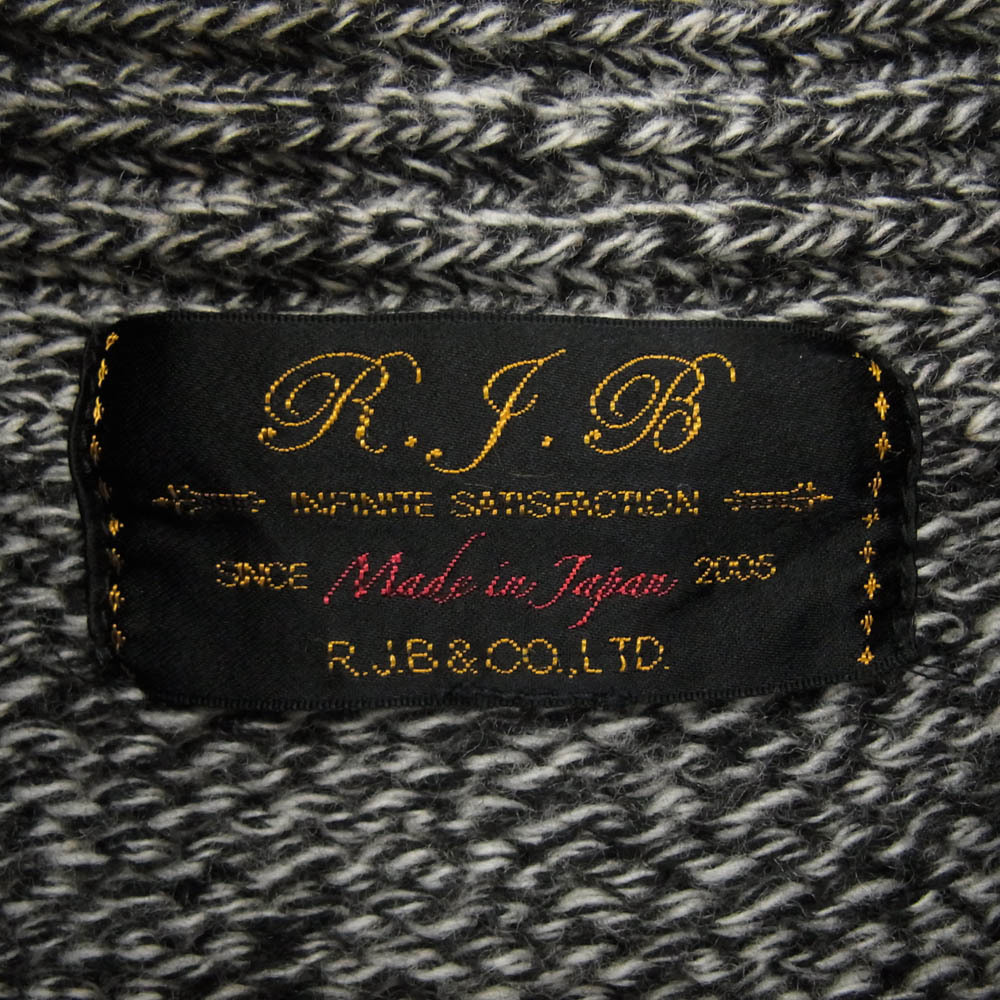 R.J.B
INFINITE SATISFACTION
SINCE Made in Japan 2005
R.J.B & CO.,LTD.